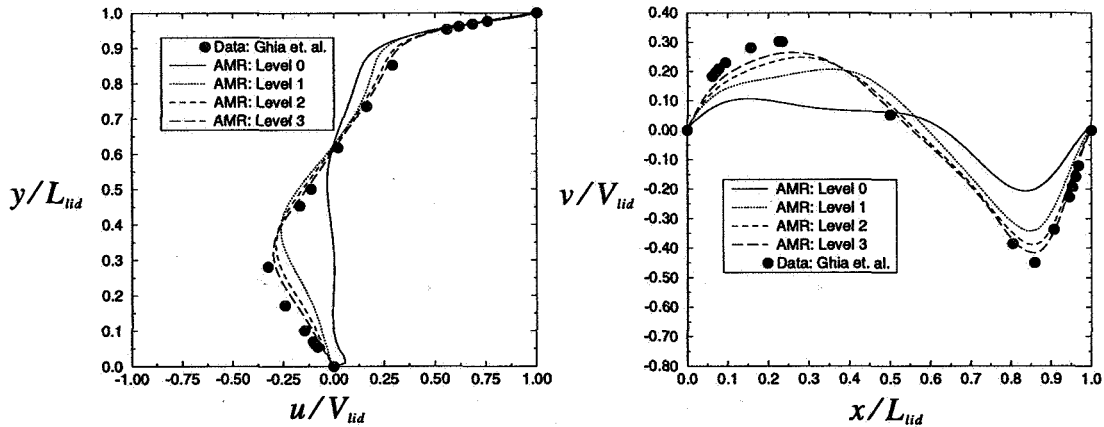 1.0
0.9
0.8
0.7
0.6
0.5
0.4
0.3
0.2
0.1
0.0
y/L_lid
Data: Ghia et. al.
AMR: Level 0
AMR: Level 1
AMR: Level 2
AMR: Level 3
-1.00 -0.75 -0.50 -0.25 0.00 0.25 0.50 0.75 1.00
u/V_lid
0.40
0.30
0.20
0.10
0.00
-0.10
-0.20
-0.30
-0.40
-0.50
-0.60
-0.70
-0.80
v/V_lid
AMR: Level 0
AMR: Level 1
AMR: Level 2
AMR: Level 3
Data: Ghia et. al.
0.0 0.1 0.2 0.3 0.4 0.5 0.6 0.7 0.8 0.9 1.0
x/L_lid